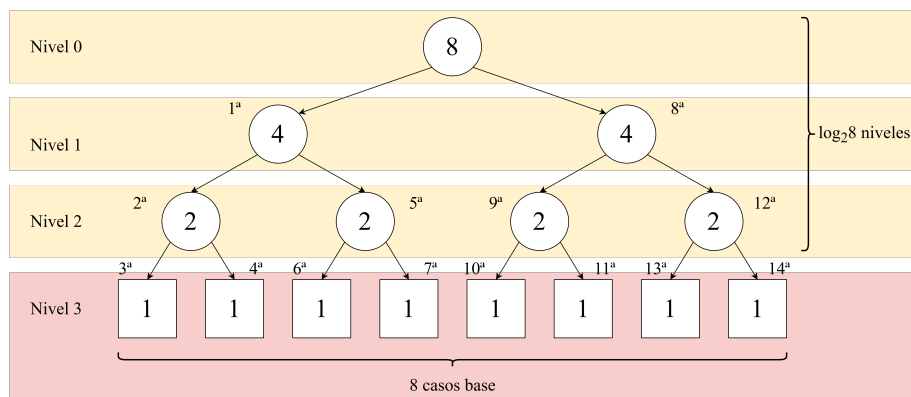 Nivel 0
8
1ª
8ª
Nivel 1
4
4
log₂8 niveles
2ª
5ª
9ª
12ª
Nivel 2
2
2
2
2
3ª
4ª
6ª
7ª
10ª
11ª
13ª
14ª
Nivel 3
1
1
1
1
1
1
1
1
8 casos base